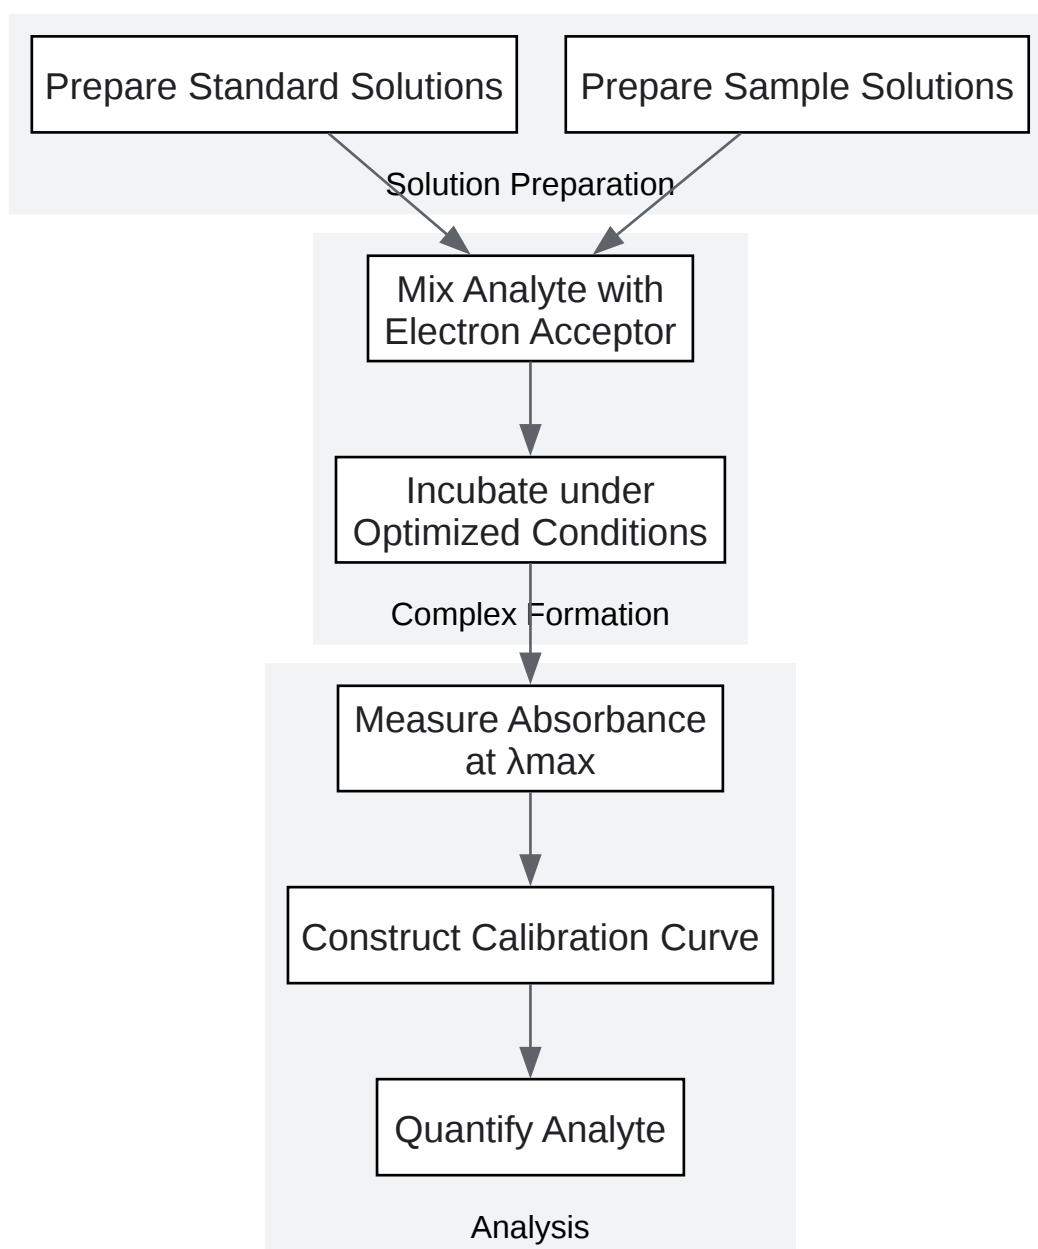 Prepare Standard Solutions
Prepare Sample Solutions
Solution Preparation
Mix Analyte with
Electron Acceptor
Incubate under
Optimized Conditions
Complex Formation
Measure Absorbance
at λmax
Construct Calibration Curve
Quantify Analyte
Analysis